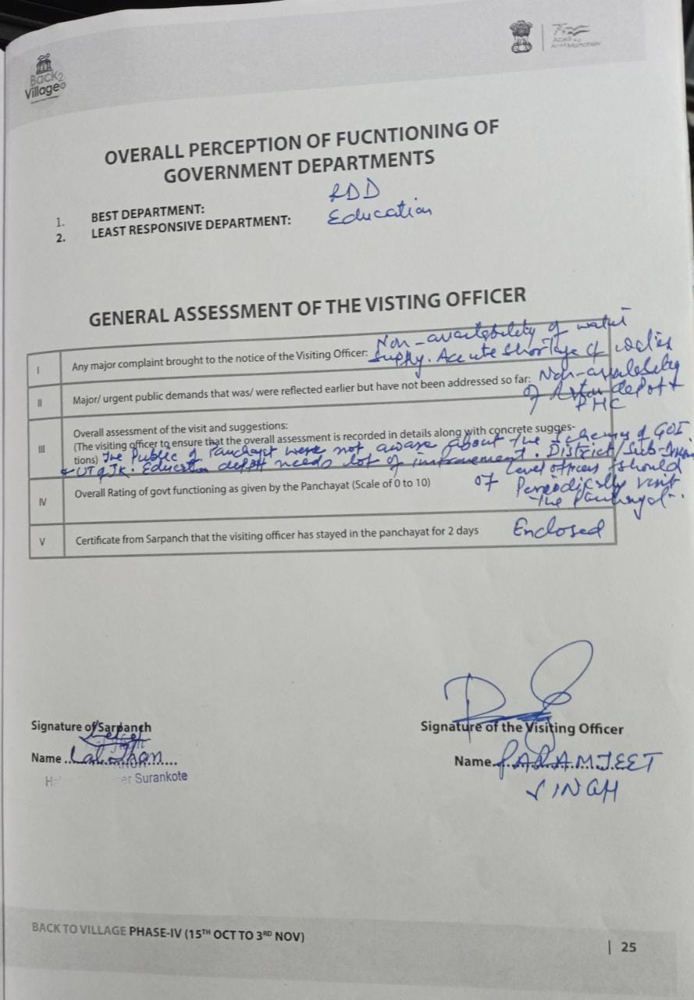 Back2
Village
Azadi Ka
Amrit Mahotsav
OVERALL PERCEPTION OF FUCNTIONING OF
GOVERNMENT DEPARTMENTS
1. BEST DEPARTMENT: RDD
2. LEAST RESPONSIVE DEPARTMENT: Education
GENERAL ASSESSMENT OF THE VISTING OFFICER
I Any major complaint brought to the notice of the Visiting Officer: Non-availability of water
supply. Accute shortage of
II Major/ urgent public demands that was/ were reflected earlier but have not been addressed so far: Non-availability
of depot &
PHC
III Overall assessment of the visit and suggestions:
(The visiting officer to ensure that the overall assessment is recorded in details along with concrete sugges-
tions) The Public of Panchayat were not aware about the schemes of GOI
& UT of JK. Education deptt needs lot of improvement. District/Sub-
level officers should
Periodically visit
the Panchayat.
IV Overall Rating of govt functioning as given by the Panchayat (Scale of 0 to 10) 07
V Certificate from Sarpanch that the visiting officer has stayed in the panchayat for 2 days Enclosed
Signature of Sarpanch
Name Lal
Surankote
Signature of the Visiting Officer
Name PARAMJEET
SINGH
BACK TO VILLAGE PHASE-IV (15TH OCT TO 3RD NOV)
| 25